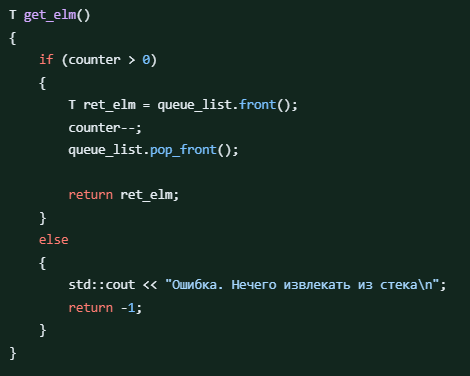 T get_elm()
{
    if (counter > 0)
    {
        T ret_elm = queue_list.front();
        counter--;
        queue_list.pop_front();

        return ret_elm;
    }
    else
    {
        std::cout << "Ошибка. Нечего извлекать из стека\n";
        return -1;
    }
}